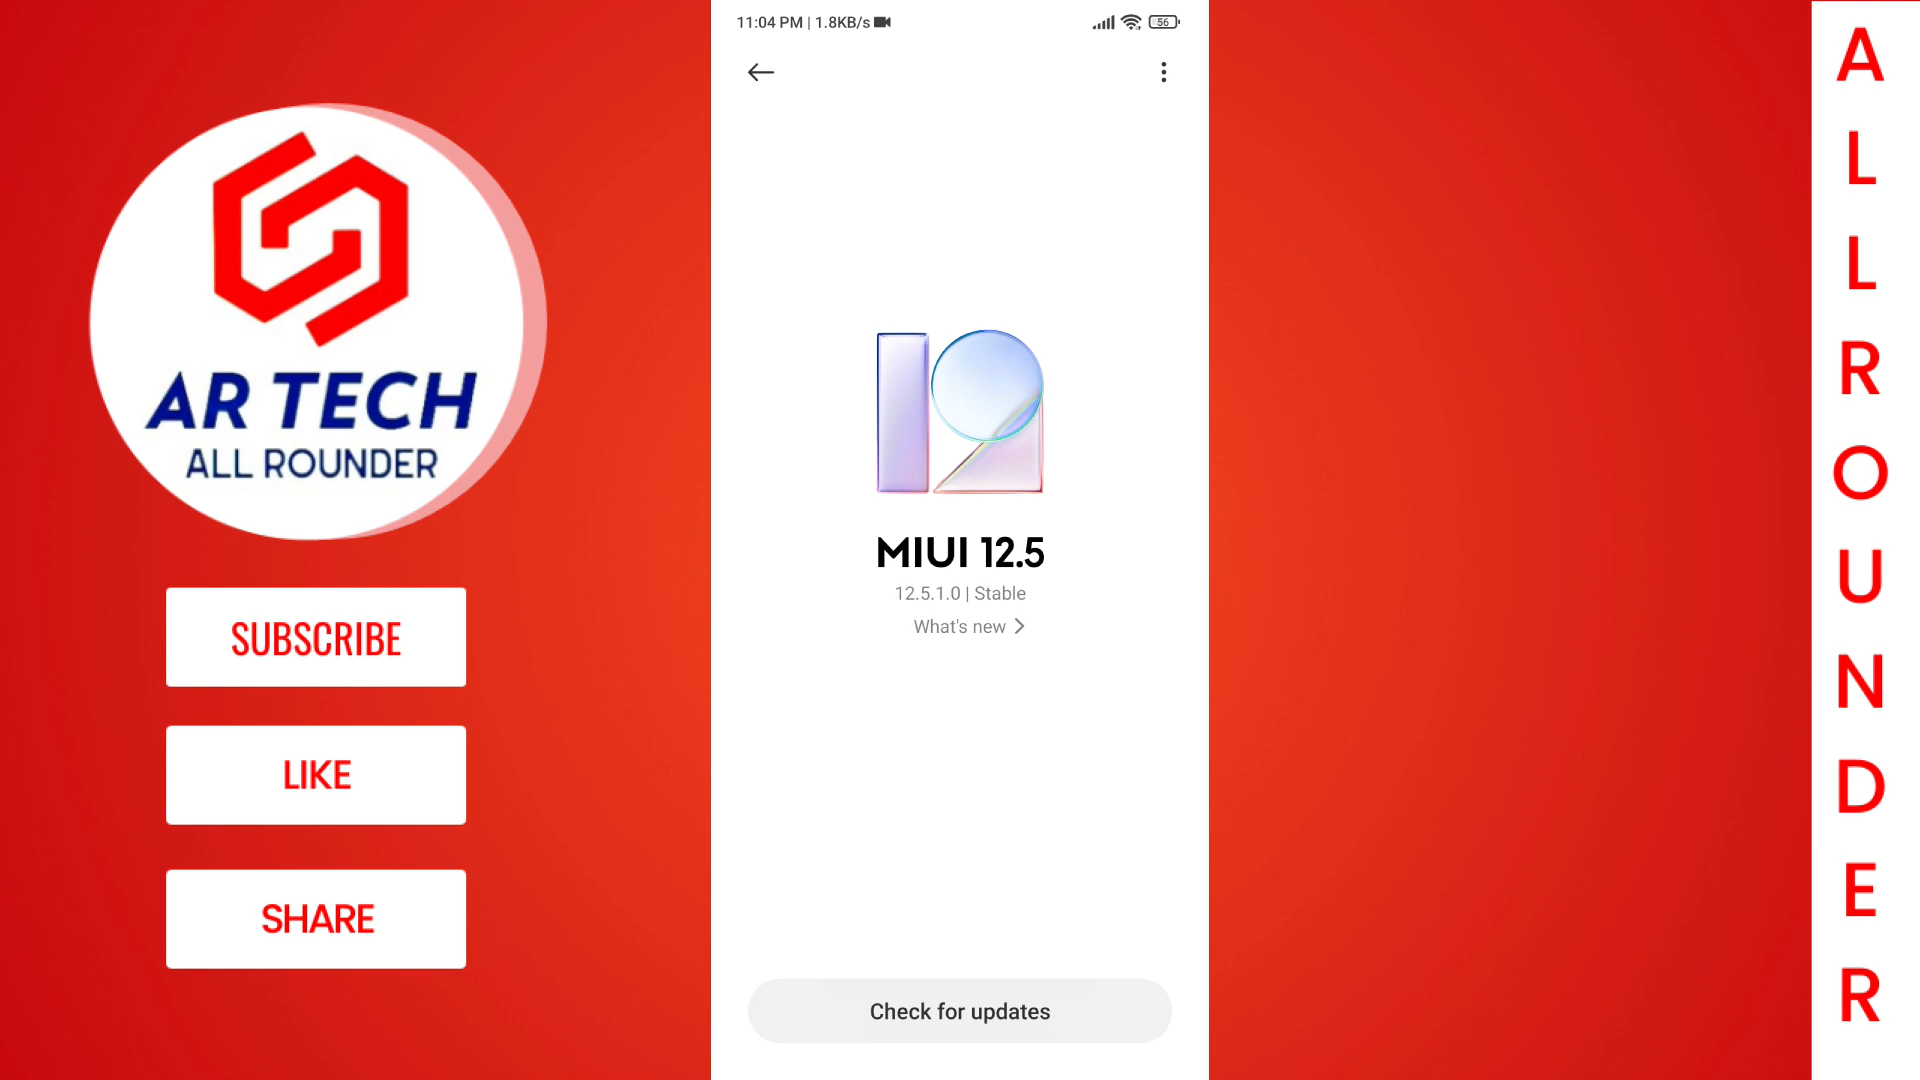 AR TECH
ALL ROUNDER
SUBSCRIBE
LIKE
SHARE
11:04 PM | 1.8KB/s
56
MIUI 12.5
12.5.1.0 | Stable
What's new
Check for updates
A
L
L
R
O
U
N
D
E
R